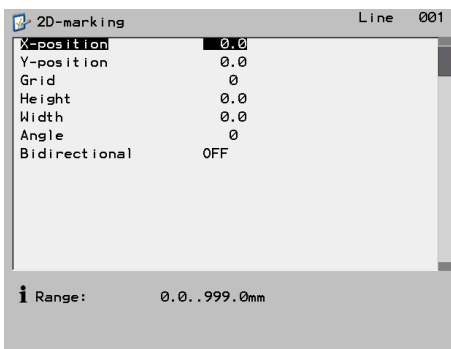 2D-marking Line 001
X-position 0.0
Y-position 0.0
Grid 0
Height 0.0
Width 0.0
Angle 0
Bidirectional OFF
i Range: 0.0..999.0mm